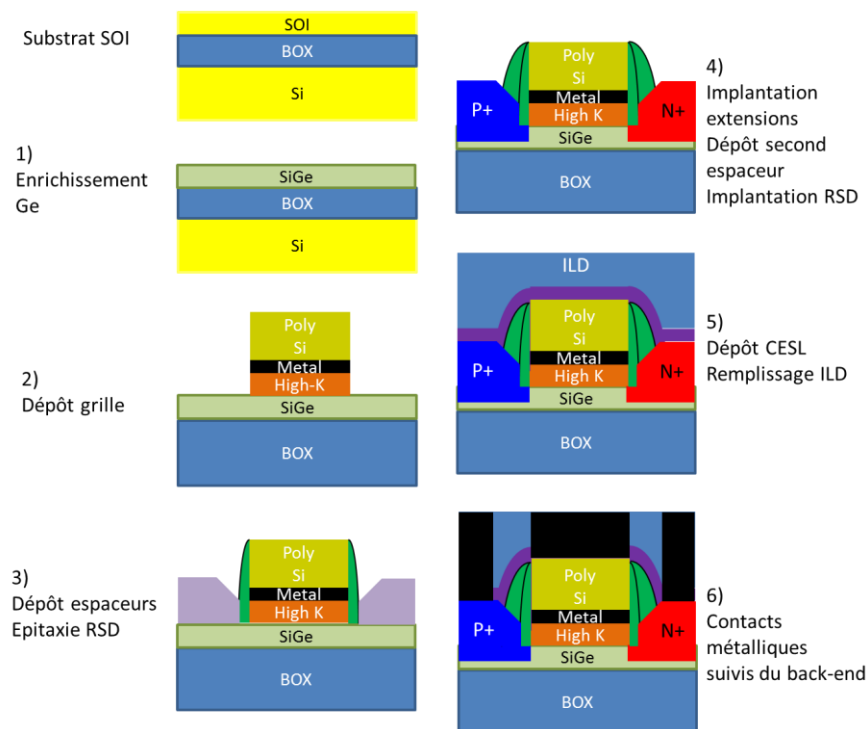 Substrat SOI
SOI
BOX
Si
1)
Enrichissement
Ge
SiGe
BOX
Si
2)
Dépôt grille
Poly
Si
Metal
High-K
SiGe
BOX
3)
Dépôt espaceurs
Epitaxie RSD
Poly
Si
Metal
High K
SiGe
BOX
4)
Implantation
extensions
Dépôt second
espaceur
Implantation RSD
Poly
Si
Metal
High K
P+
N+
SiGe
BOX
5)
Dépôt CESL
Remplissage ILD
ILD
Poly
Si
Metal
High K
P+
N+
SiGe
BOX
6)
Contacts
métalliques
suivis du back-end
Poly
Si
Metal
High K
P+
N+
SiGe
BOX